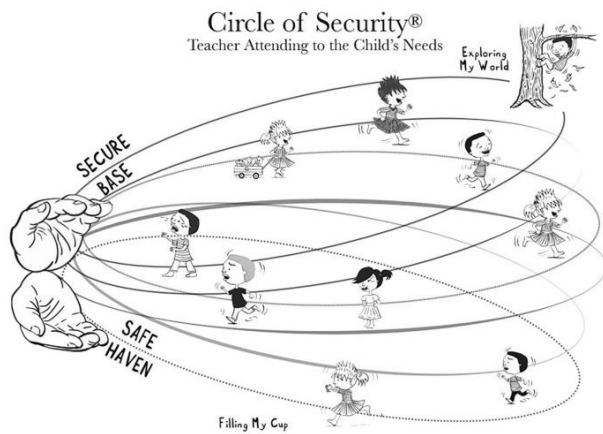 Circle of Security®
Teacher Attending to the Child's Needs
Exploring
My World
SECURE
BASE
SAFE
HAVEN
Filling My Cup